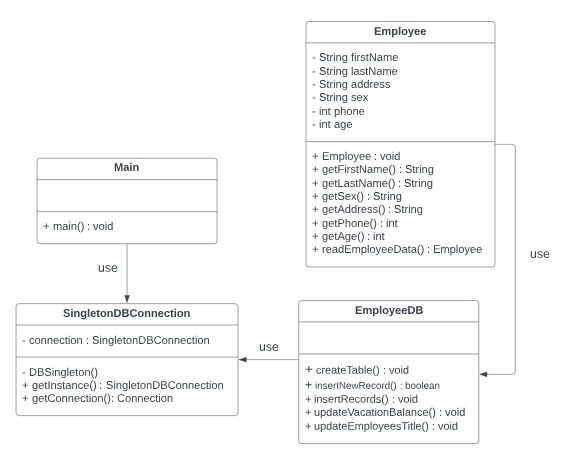 Employee
- String firstName
- String lastName
- String address
- String sex
- int phone
- int age
+ Employee : void
+ getFirstName() : String
+ getLastName() : String
+ getSex() : String
+ getAddress() : String
+ getPhone() : int
+ getAge() : int
+ readEmployeeData() : Employee
use
Main
+ main() : void
use
SingletonDBConnection
- connection : SingletonDBConnection
- DBSingleton()
+ getInstance() : SingletonDBConnection
+ getConnection(): Connection
use
EmployeeDB
+ createTable() : void
+ insertNewRecord() : boolean
+ insertRecords() : void
+ updateVacationBalance() : void
+ updateEmployeesTitle() : void